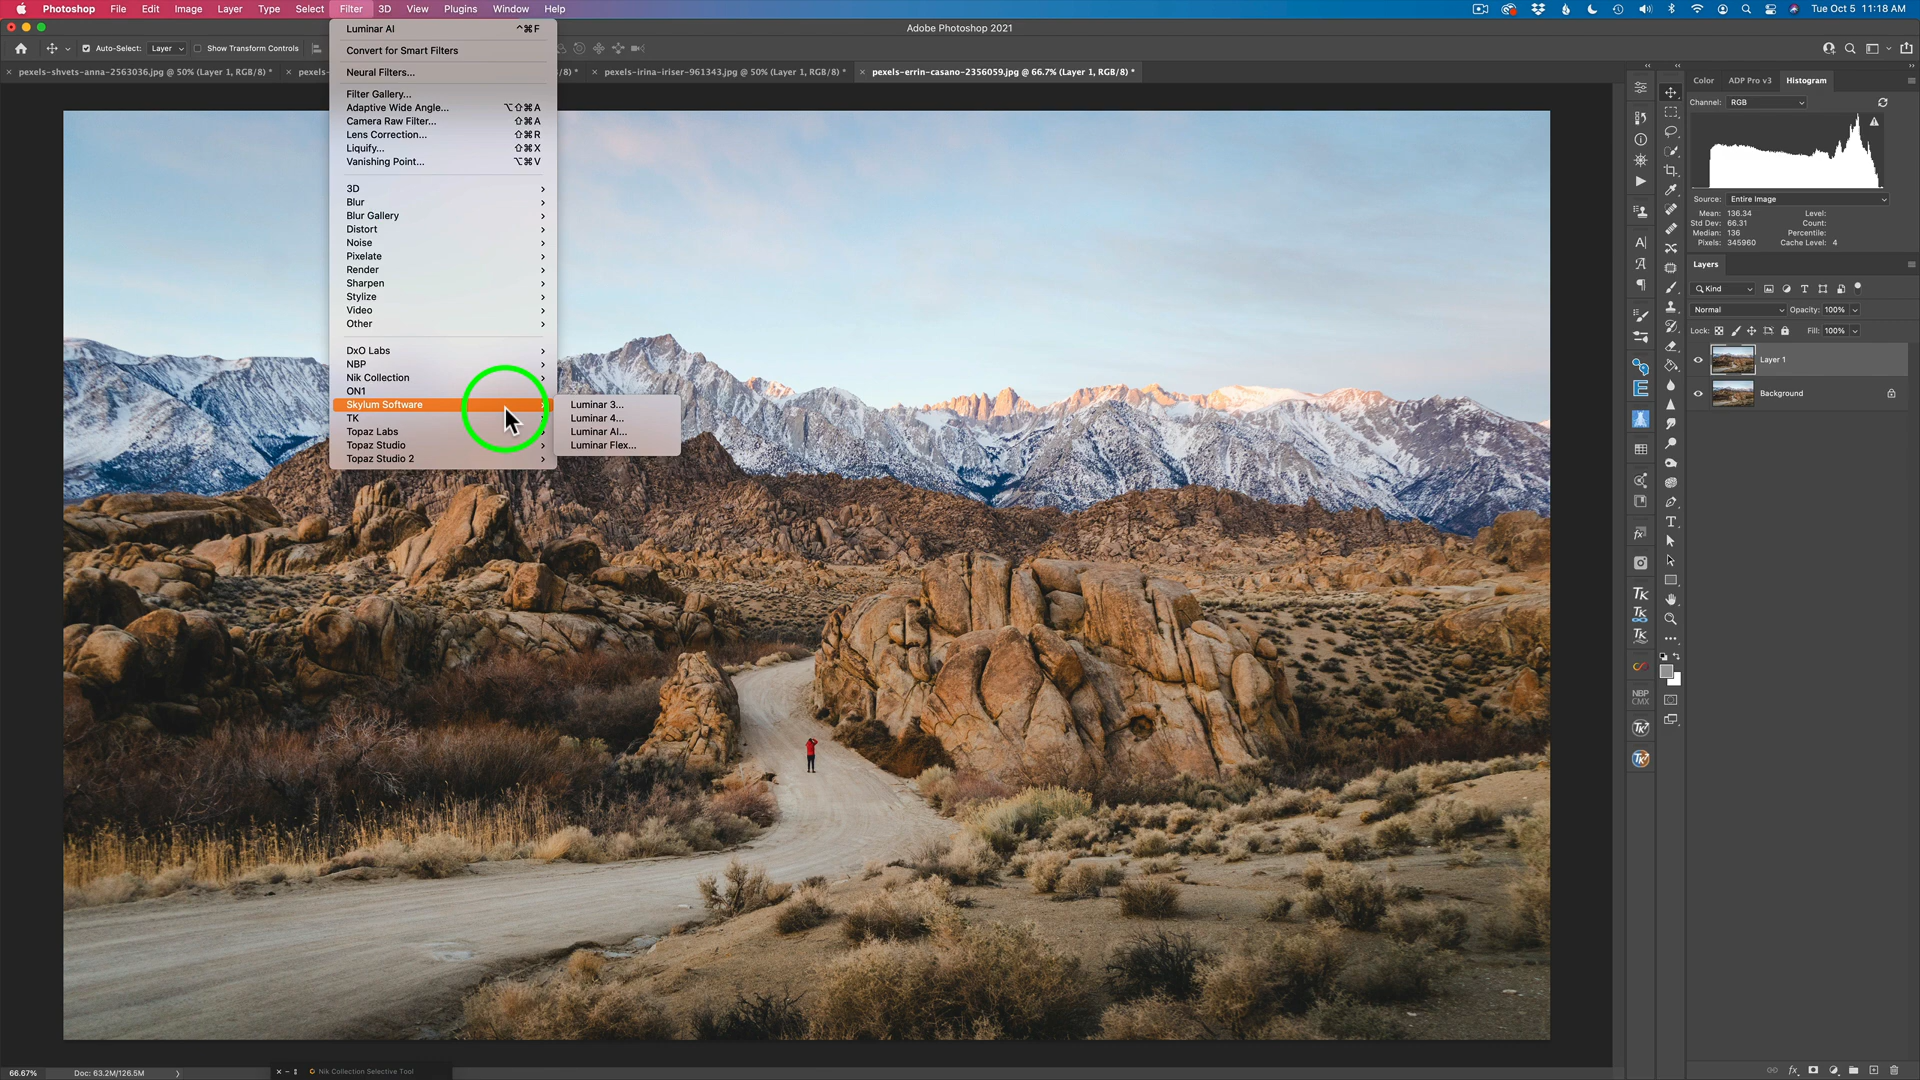 Photoshop File Edit Image Layer Type Select Filter 3D View Plugins Window Help Tue Oct 5 11:18 AM
Adobe Photoshop 2021
Auto-Select: Layer Show Transform Controls
pexels-shvets-anna-2563036.jpg @ 50% (Layer 1, RGB/8) * pexels- /8) * pexels-irina-iriser-961343.jpg @ 50% (Layer 1, RGB/8) * pexels-errin-casano-2356059.jpg @ 66.7% (Layer 1, RGB/8) *
Luminar AI ^⌘F
Convert for Smart Filters
Neural Filters...
Filter Gallery...
Adaptive Wide Angle... ⌥⇧⌘A
Camera Raw Filter... ⇧⌘A
Lens Correction... ⇧⌘R
Liquify... ⇧⌘X
Vanishing Point... ⌥⌘V
3D
Blur
Blur Gallery
Distort
Noise
Pixelate
Render
Sharpen
Stylize
Video
Other
DxO Labs
NBP
Nik Collection
ON1
Skylum Software
TK
Topaz Labs
Topaz Studio
Topaz Studio 2
Luminar 3...
Luminar 4...
Luminar AI...
Luminar Flex...
Color ADP Pro v3 Histogram
Channel: RGB
Source: Entire Image
Mean: 136.34 Level:
Std Dev: 66.31 Count:
Median: 136 Percentile:
Pixels: 345960 Cache Level: 4
Layers
Kind
Normal Opacity: 100%
Lock: Fill: 100%
Layer 1
Background
TK
TK
TK
NBP
CMX
TK
TK
66.67% Doc: 63.2M/126.5M
Nik Collection Selective Tool